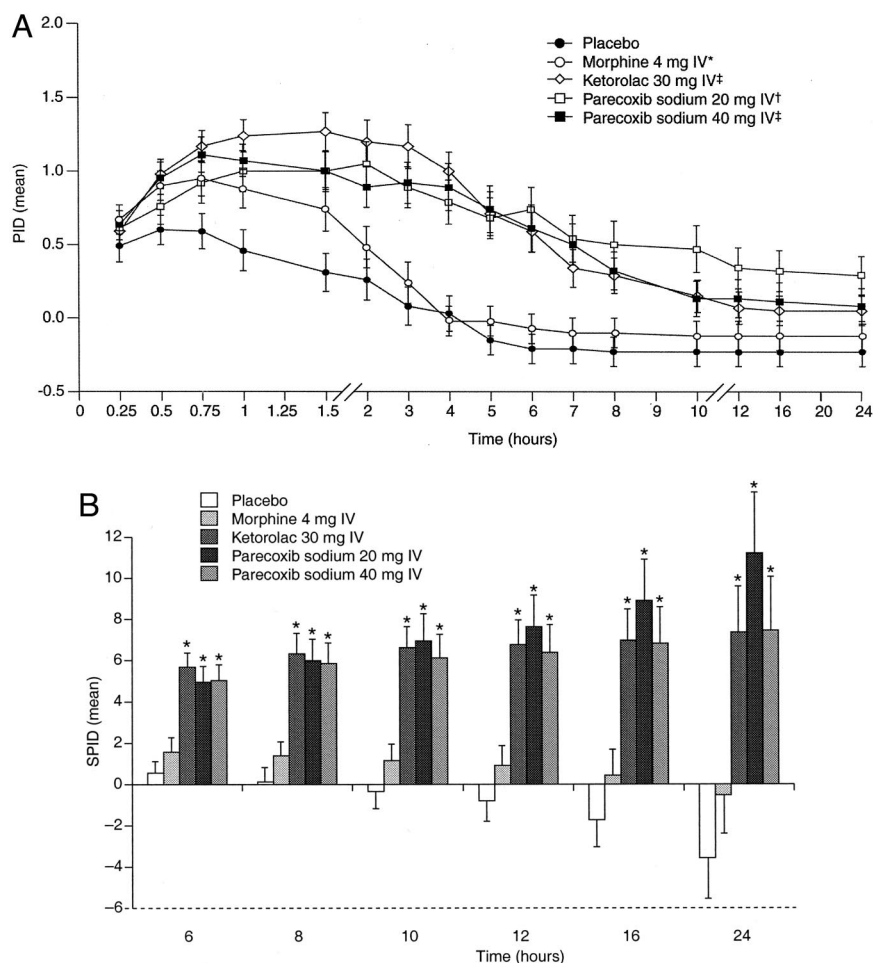 A
2.0
1.5
1.0
0.5
0.0
-0.5
PID (mean)
Placebo
Morphine 4 mg IV*
Ketorolac 30 mg IV‡
Parecoxib sodium 20 mg IV†
Parecoxib sodium 40 mg IV‡
0 0.25 0.5 0.75 1 1.25 1.5 2 3 4 5 6 7 8 9 10 12 16 20 24
Time (hours)
B
Placebo
Morphine 4 mg IV
Ketorolac 30 mg IV
Parecoxib sodium 20 mg IV
Parecoxib sodium 40 mg IV
12
10
8
6
4
2
0
−2
−4
−6
SPID (mean)
* * * * * * * * * * * * * * * * * *
6 8 10 12 16 24
Time (hours)